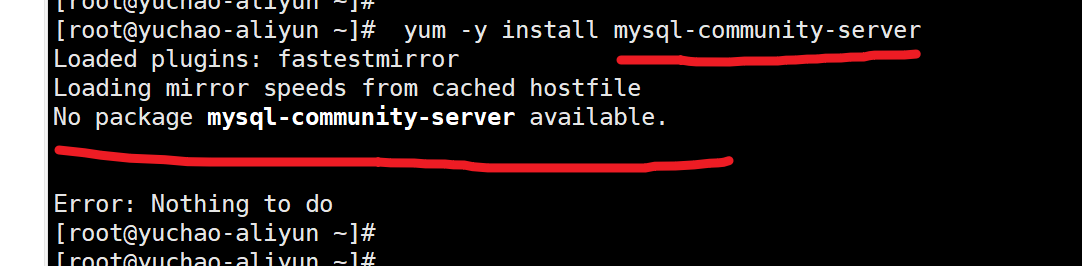 [root@yuchao-aliyun ~]#
[root@yuchao-aliyun ~]#  yum -y install mysql-community-server
Loaded plugins: fastestmirror
Loading mirror speeds from cached hostfile
No package mysql-community-server available.
Error: Nothing to do
[root@yuchao-aliyun ~]#
[root@yuchao-aliyun ~]#